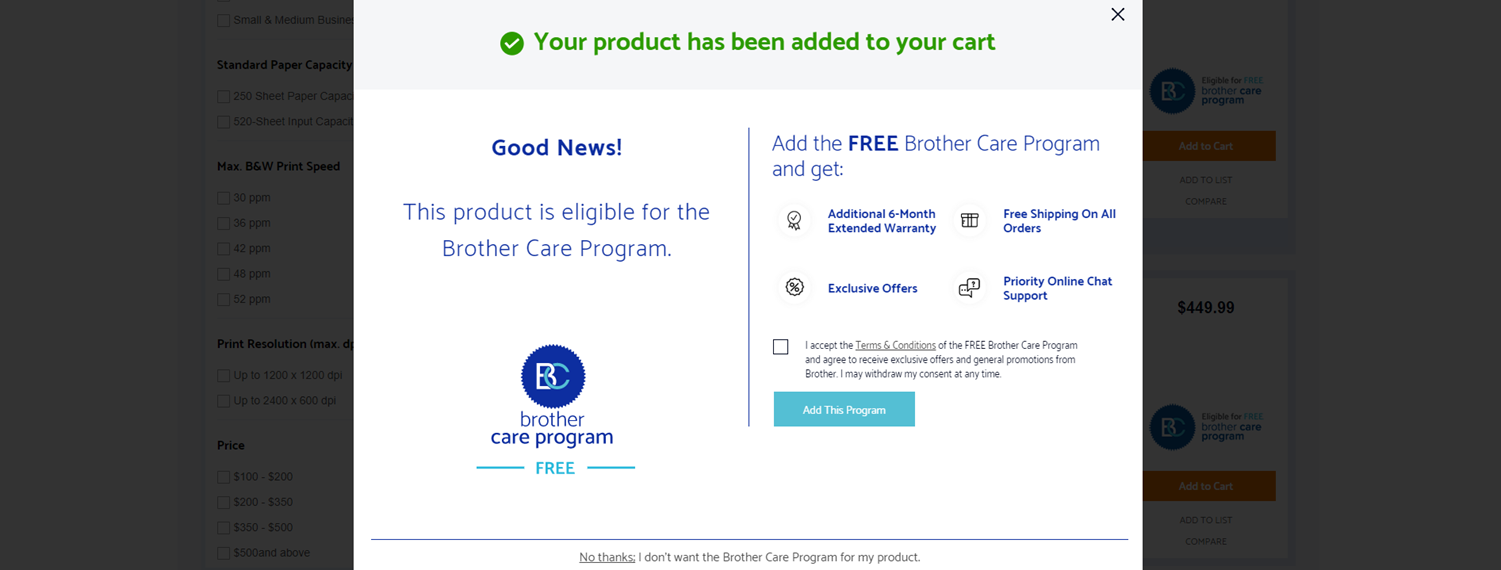 Your product has been added to your cart
Good News!
This product is eligible for the
Brother Care Program.
BC
brother
care program
FREE
Add the FREE Brother Care Program
and get:
Additional 6-Month
Extended Warranty
Free Shipping On All
Orders
Exclusive Offers
Priority Online Chat
Support
I accept the Terms & Conditions of the FREE Brother Care Program
and agree to receive exclusive offers and general promotions from
Brother. I may withdraw my consent at any time.
Add This Program
No thanks; I don't want the Brother Care Program for my product.
Small & Medium Busine
Standard Paper Capacity
250 Sheet Paper Capac
520-Sheet Input Capacit
Max. B&W Print Speed
30 ppm
36 ppm
42 ppm
48 ppm
52 ppm
Print Resolution (max. dp
Up to 1200 x 1200 dpi
Up to 2400 x 600 dpi
Price
$100 - $200
$200 - $350
$350 - $500
$500and above
BC
Eligible for FREE
brother care
program
Add to Cart
ADD TO LIST
COMPARE
$449.99
BC
Eligible for FREE
brother care
program
Add to Cart
ADD TO LIST
COMPARE